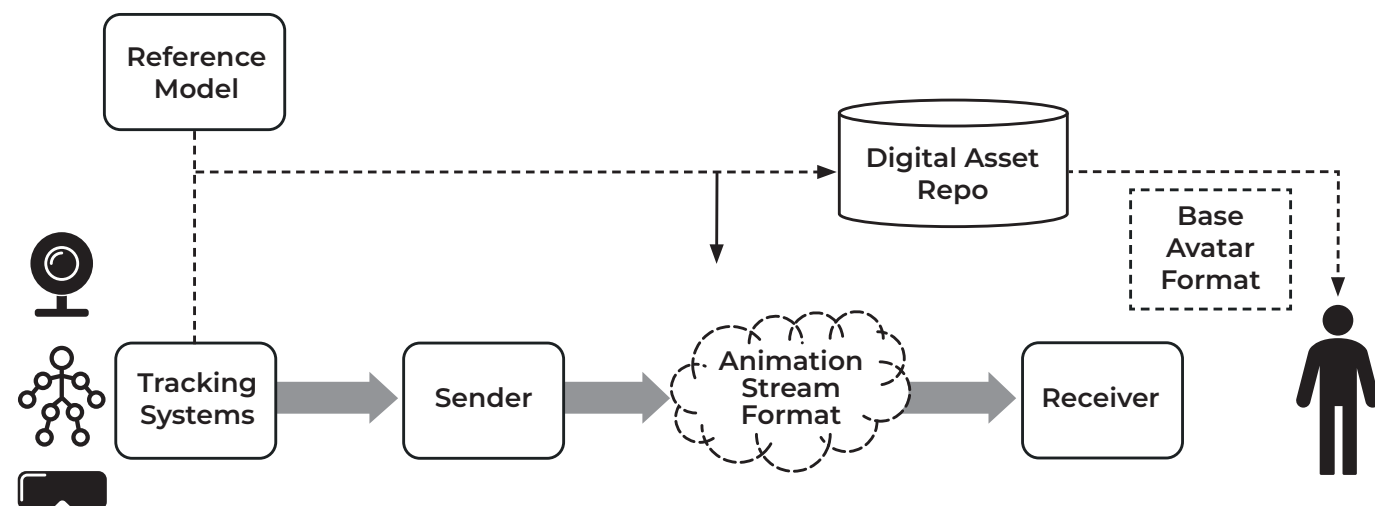 Reference
Model
Digital Asset
Repo
Base
Avatar
Format
Tracking
Systems
Sender
Animation
Stream
Format
Receiver